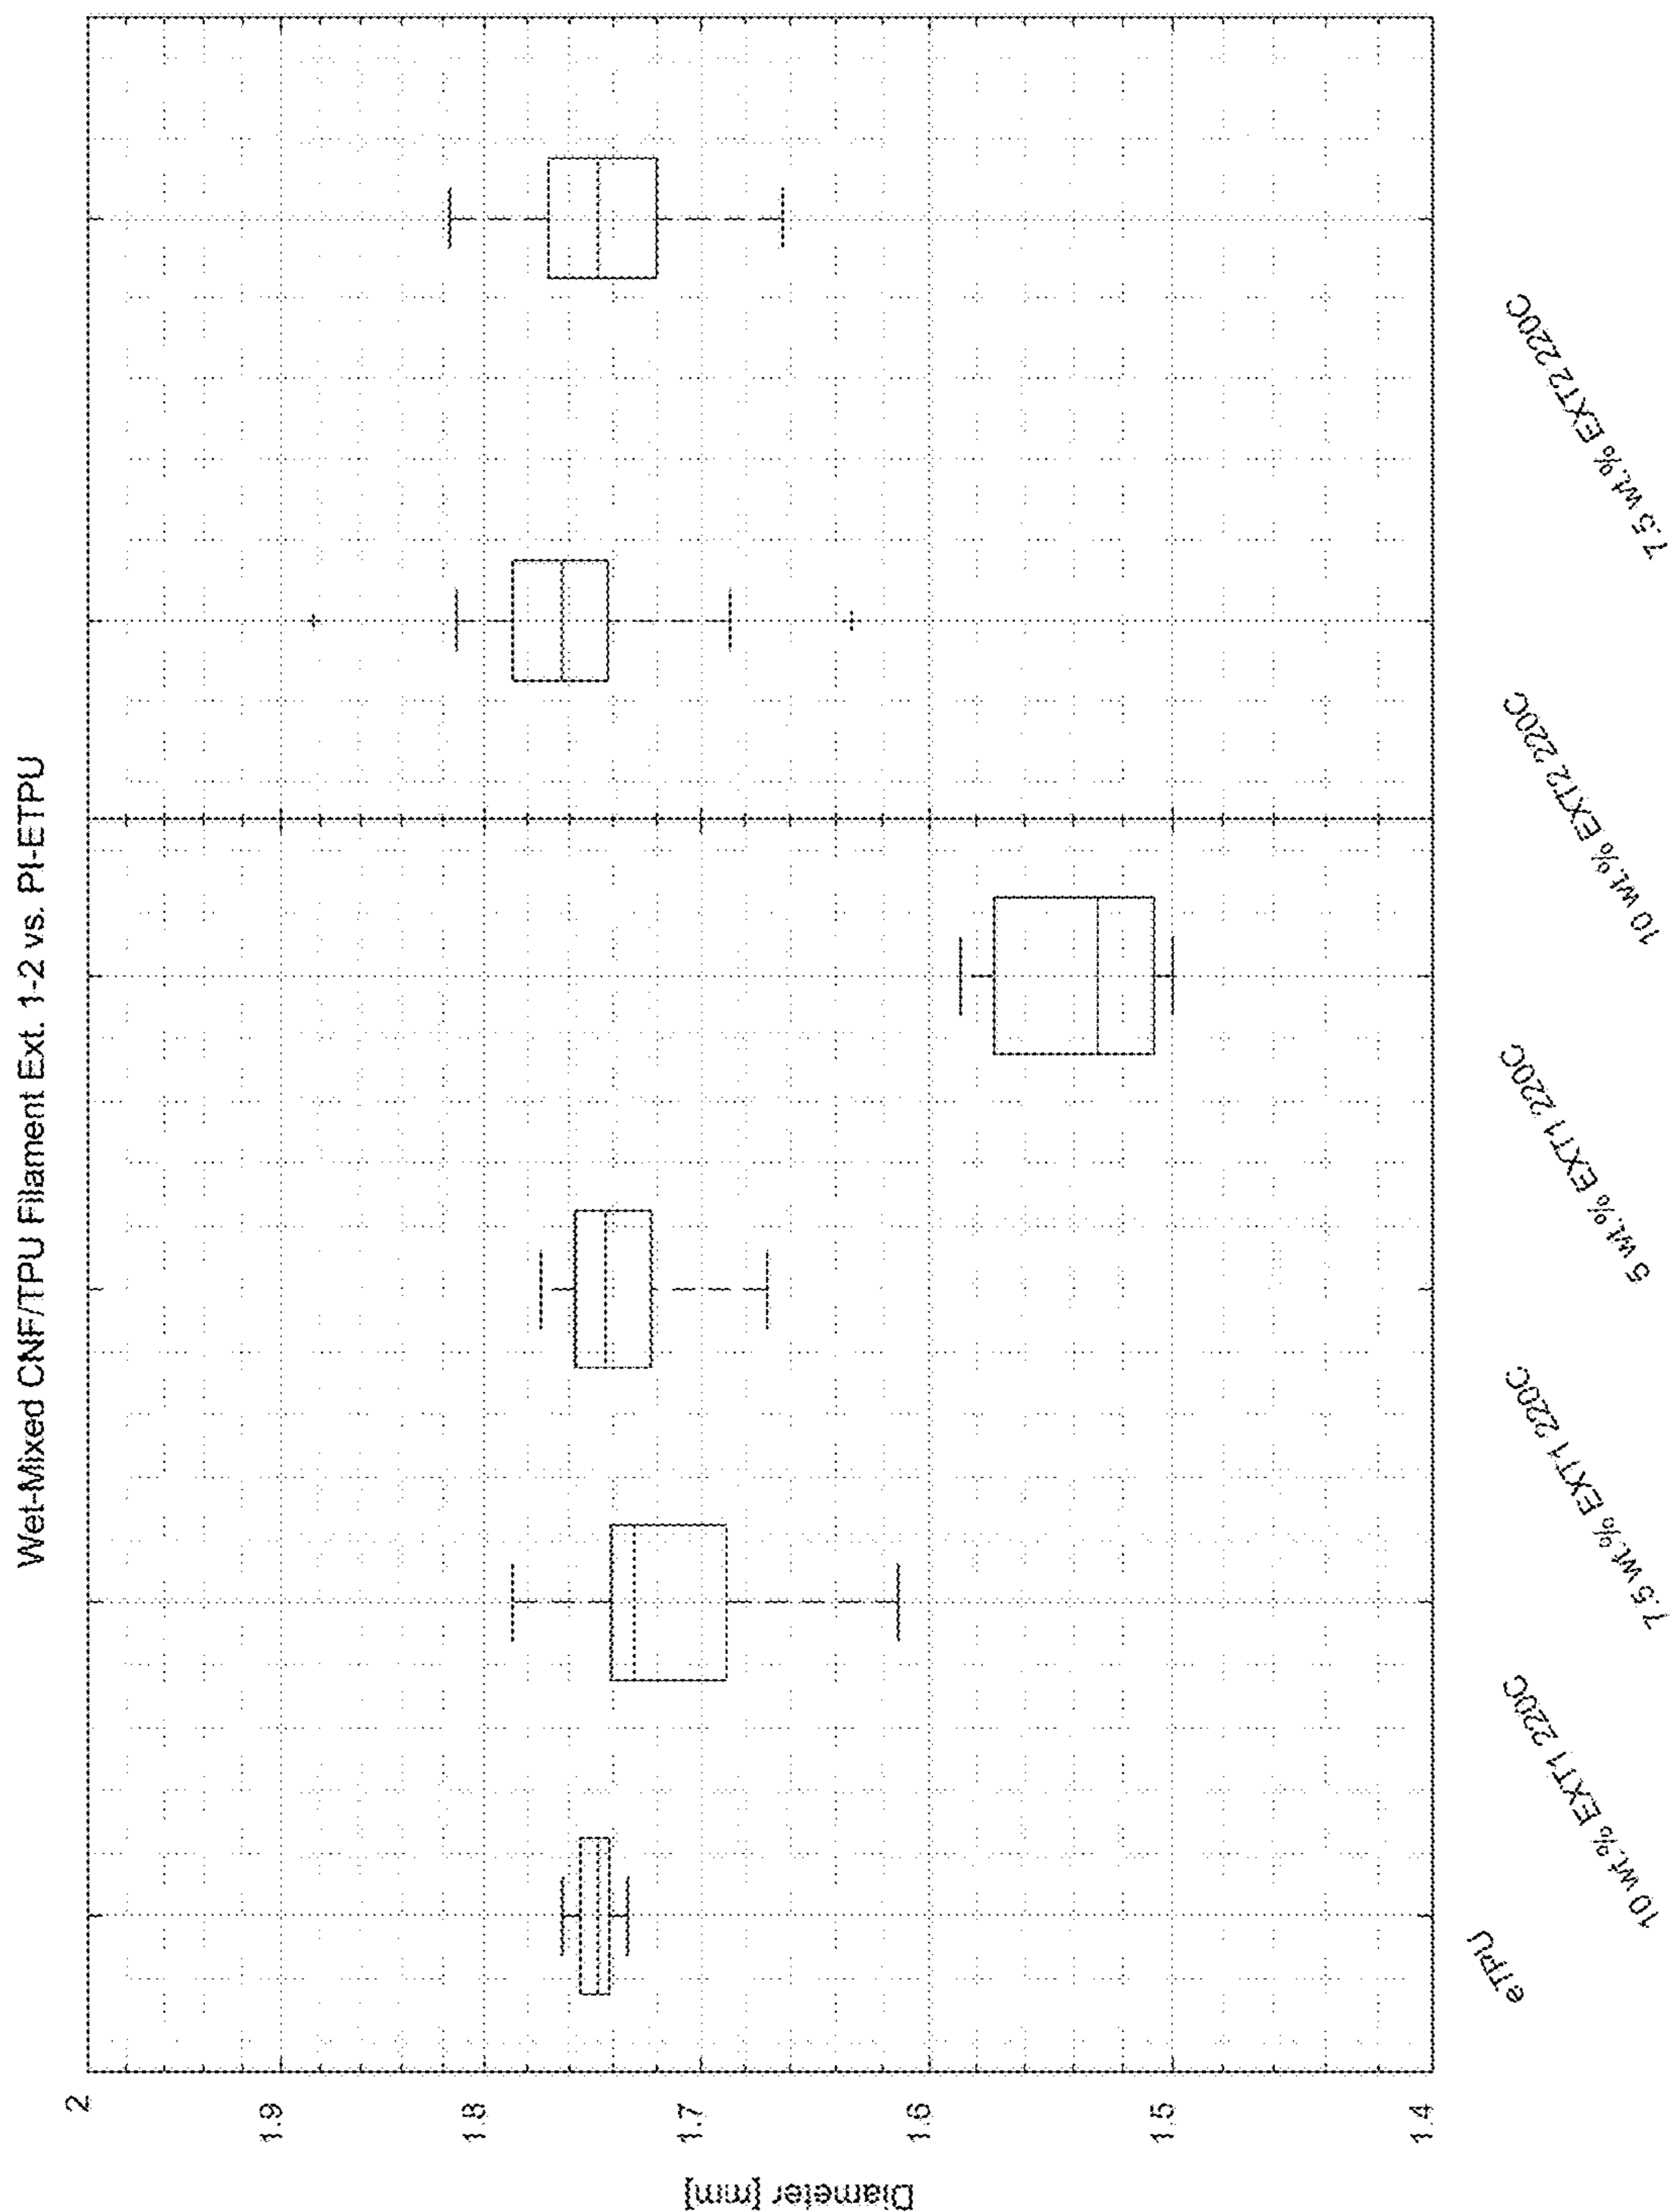 Wet-Mixed CNF/TPU Filament Ext. 1-2 vs. PI-ETPU
Diameter [mm]
2
1.9
1.8
1.7
1.6
1.5
1.4
eTPU
10 wt.% EXT1 220C
7.5 wt.% EXT1 220C
5 wt.% EXT1 220C
10 wt.% EXT2 220C
7.5 wt.% EXT2 220C